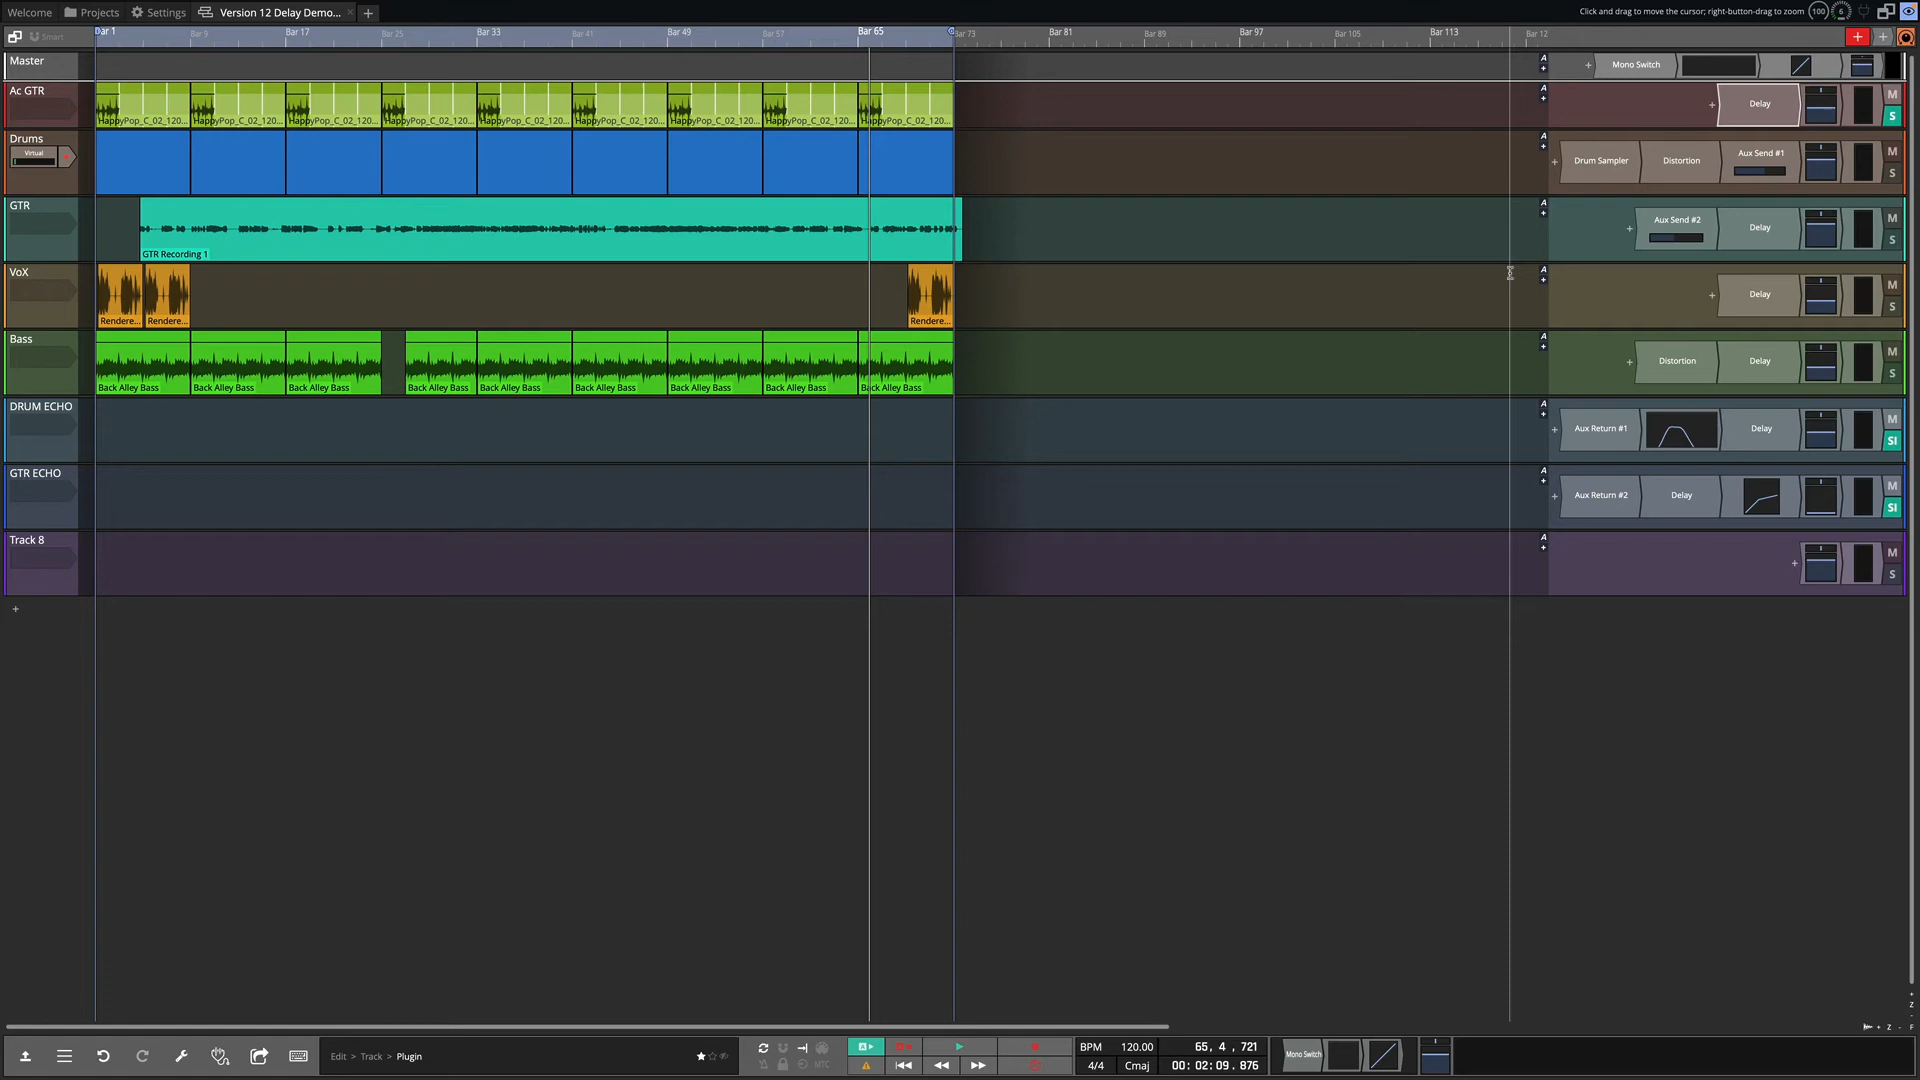 Welcome Projects Settings Version 12 Delay Demo...
Click and drag to move the cursor; right-button-drag to zoom 100 6
Smart Bar 1 Bar 9 Bar 17 Bar 25 Bar 33 Bar 41 Bar 49 Bar 57 Bar 65 Bar 73 Bar 81 Bar 89 Bar 97 Bar 105 Bar 113 Bar 12
Master A Mono Switch
Ac GTR A Delay M S
HappyPop_C_02_120... HappyPop_C_02_120... HappyPop_C_02_120... HappyPop_C_02_120... HappyPop_C_02_120... HappyPop_C_02_120... HappyPop_C_02_120... HappyPop_C_02_120... HappyPop_C_02_120...
Drums A
Virtual Drum Sampler Distortion Aux Send #1 M S
GTR A Aux Send #2 Delay M S
GTR Recording 1
VoX A Delay M S
Rendere... Rendere... Rendere...
Bass A Distortion Delay M S
Back Alley Bass Back Alley Bass Back Alley Bass Back Alley Bass Back Alley Bass Back Alley Bass Back Alley Bass Back Alley Bass Back Alley Bass
DRUM ECHO A Aux Return #1 Delay M SI
GTR ECHO A Aux Return #2 Delay M SI
Track 8 A M S
Z
Z F
Edit > Track > Plugin
MTC
A
BPM 120.00 65, 4 , 721
4/4 Cmaj 00: 02: 09 . 876
Mono Switch